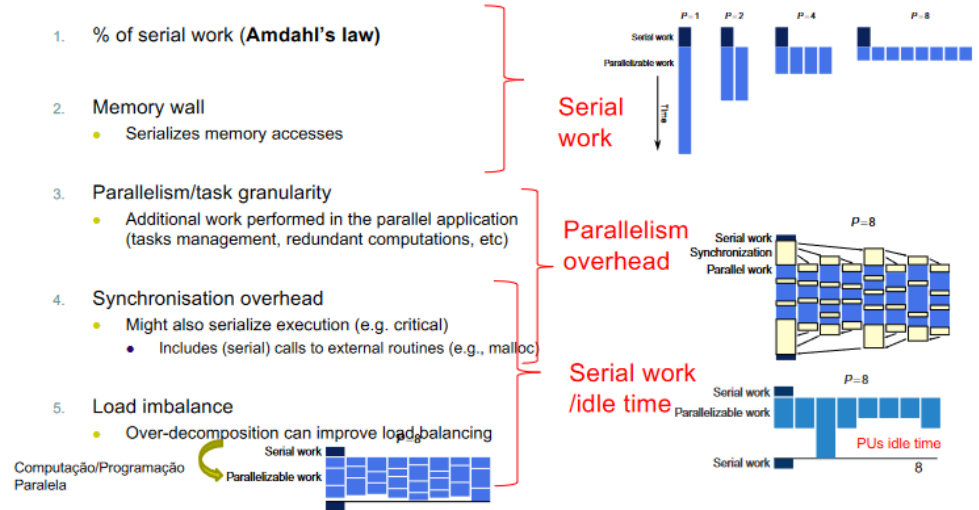 1. % of serial work (Amdahl's law)
2. Memory wall
● Serializes memory accesses
3. Parallelism/task granularity
● Additional work performed in the parallel application
(tasks management, redundant computations, etc)
4. Synchronisation overhead
● Might also serialize execution (e.g. critical)
● Includes (serial) calls to external routines (e.g., malloc)
5. Load imbalance
● Over-decomposition can improve load balancing
Computação/Programação
Paralela
P=8
Serial work
Parallelizable work
Serial
work
Parallelism
overhead
Serial work
/idle time
P=1 P=2 P=4 P=8
Serial work
Parallelizable work
Time
P=8
Serial work
Synchronization
Parallel work
P=8
Serial work
Parallelizable work
PUs idle time
Serial work
8